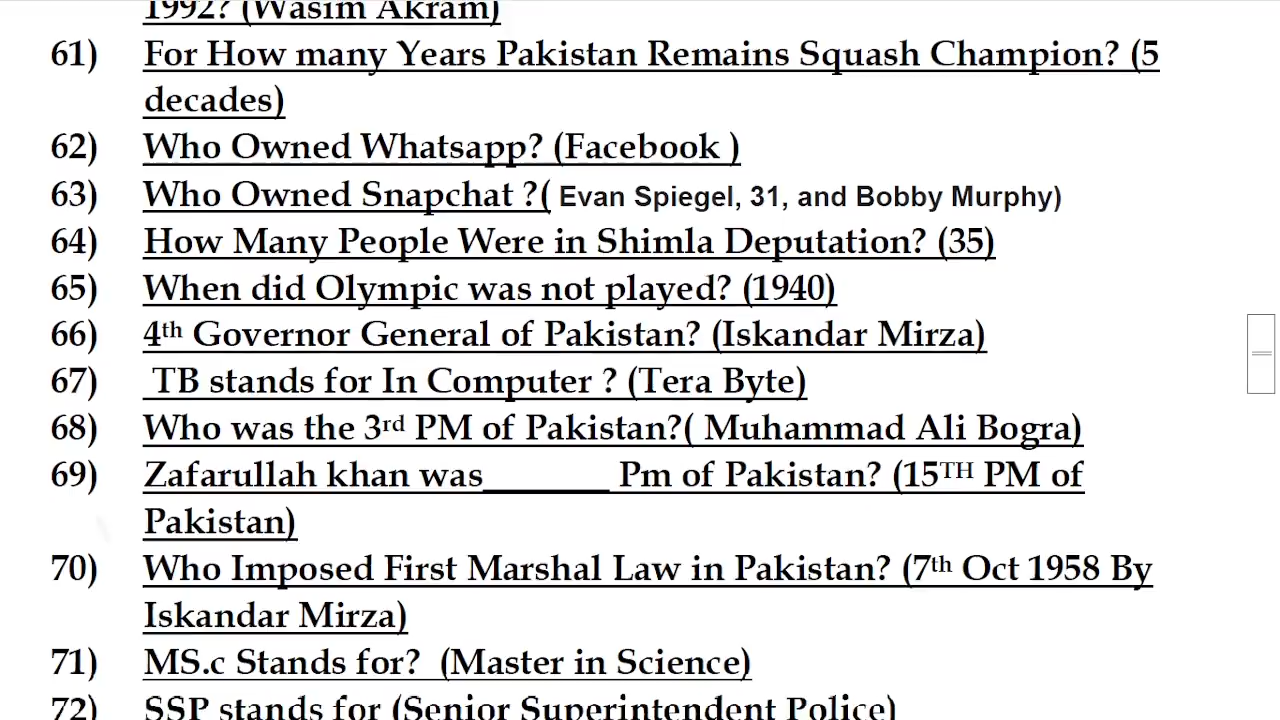 1992? (Wasim Akram)
61) For How many Years Pakistan Remains Squash Champion? (5
decades)
62) Who Owned Whatsapp? (Facebook )
63) Who Owned Snapchat ?( Evan Spiegel, 31, and Bobby Murphy)
64) How Many People Were in Shimla Deputation? (35)
65) When did Olympic was not played? (1940)
66) 4th Governor General of Pakistan? (Iskandar Mirza)
67) TB stands for In Computer ? (Tera Byte)
68) Who was the 3rd PM of Pakistan?( Muhammad Ali Bogra)
69) Zafarullah khan was_______ Pm of Pakistan? (15TH PM of
Pakistan)
70) Who Imposed First Marshal Law in Pakistan? (7th Oct 1958 By
Iskandar Mirza)
71) MS.c Stands for? (Master in Science)
72) SSP stands for (Senior Superintendent Police)